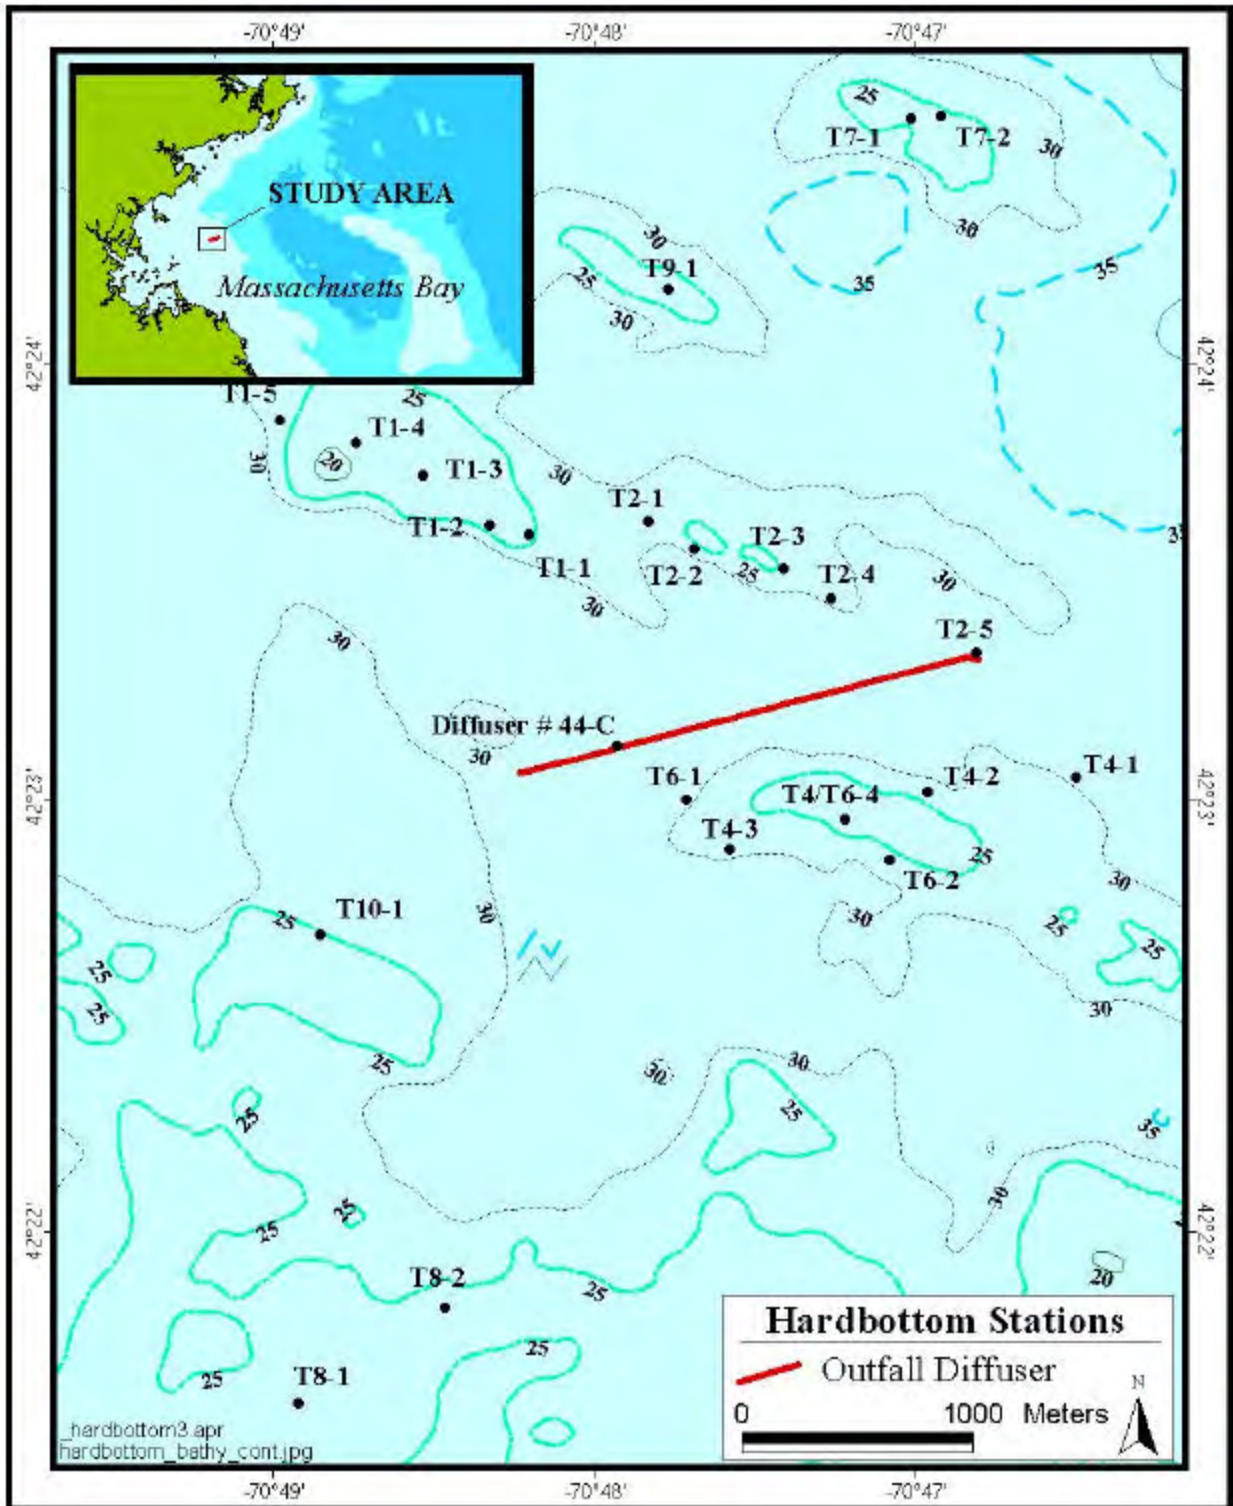 -70°49' -70°48' -70°47'
STUDY AREA
Massachusetts Bay
25
T7-1 T7-2
30
30
30
T9-1
25
30
35
35
42°24' 42°24'
T1-5
25
T1-4
20
30
T1-3
30
T2-1
T1-2
T1-1
T2-2
25
T2-3
T2-4
30
30
T2-5
30
Diffuser # 44-C
30
T6-1
T4/T6-4
T4-2
T4-1
42°23' 42°23'
T4-3
25
T6-2
30
T10-1
25
30
30
25
25
25
25
30
25
30
30
25
25
35
25
25
30
42°22' 42°22'
T8-2
25
20
25
25
T8-1
Hardbottom Stations
Outfall Diffuser
N
0 1000 Meters
_hardbottom3.apr
hardbottom_bathy_cont.jpg
-70°49' -70°48' -70°47'